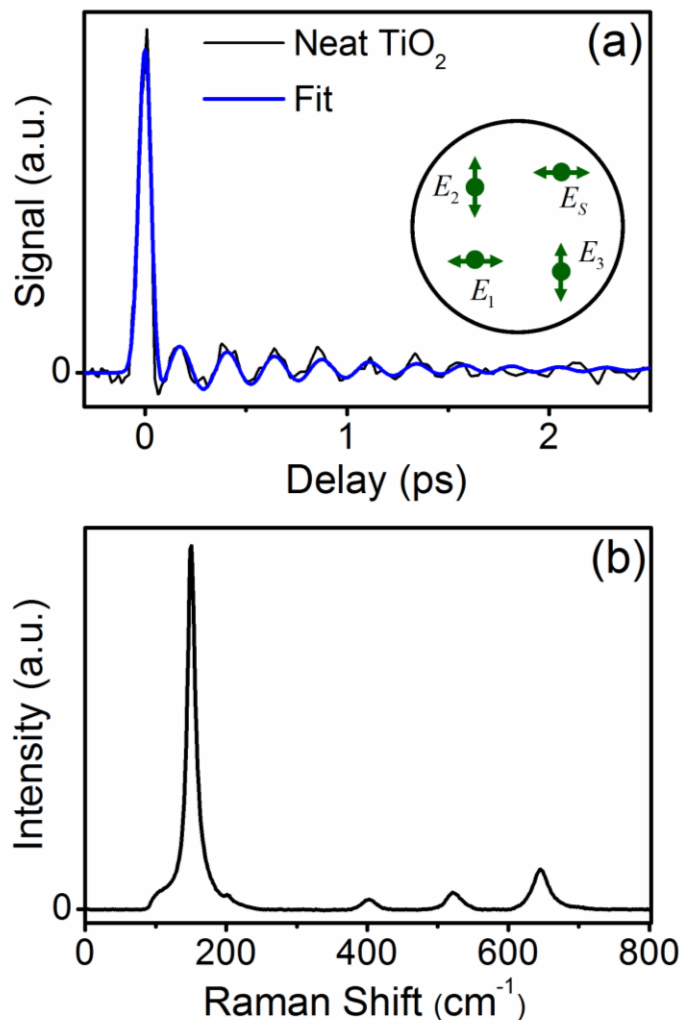 Neat TiO₂
Fit
(a)
E₂
E_S
E₁
E₃
Signal (a.u.)
0
0 1 2
Delay (ps)
(b)
Intensity (a.u.)
0
0 200 400 600 800
Raman Shift (cm⁻¹)